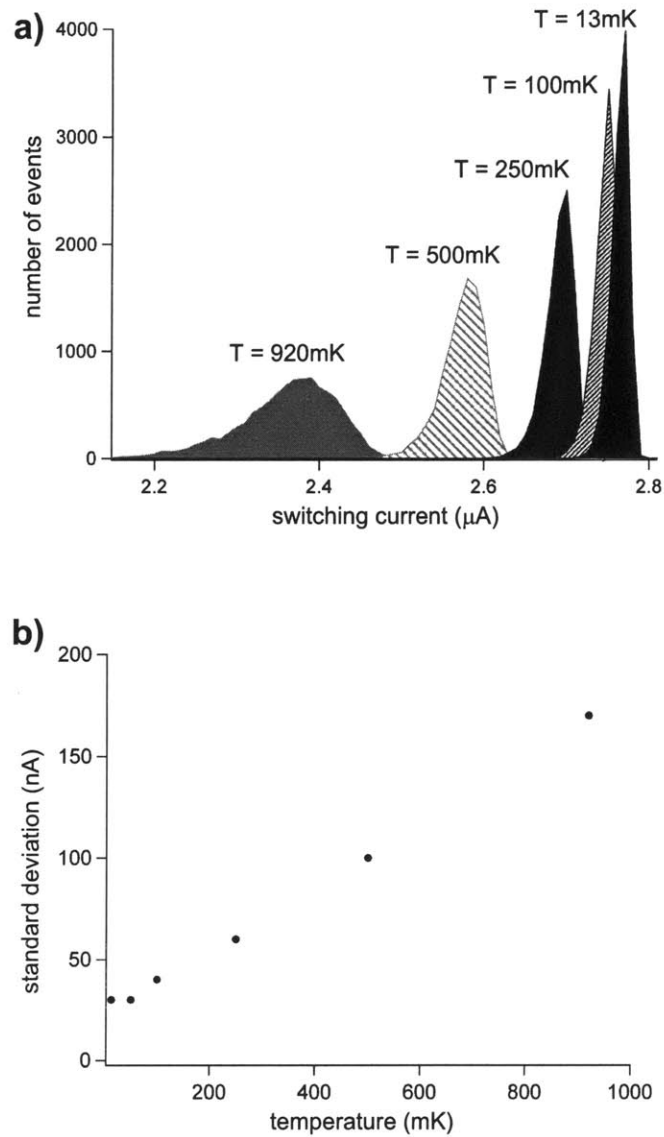 a)
T = 13mK
T = 100mK
T = 250mK
T = 500mK
T = 920mK
number of events
4000
3000
2000
1000
0
2.2
2.4
2.6
2.8
switching current (μA)
b)
standard deviation (nA)
200
150
100
50
0
200
400
600
800
1000
temperature (mK)